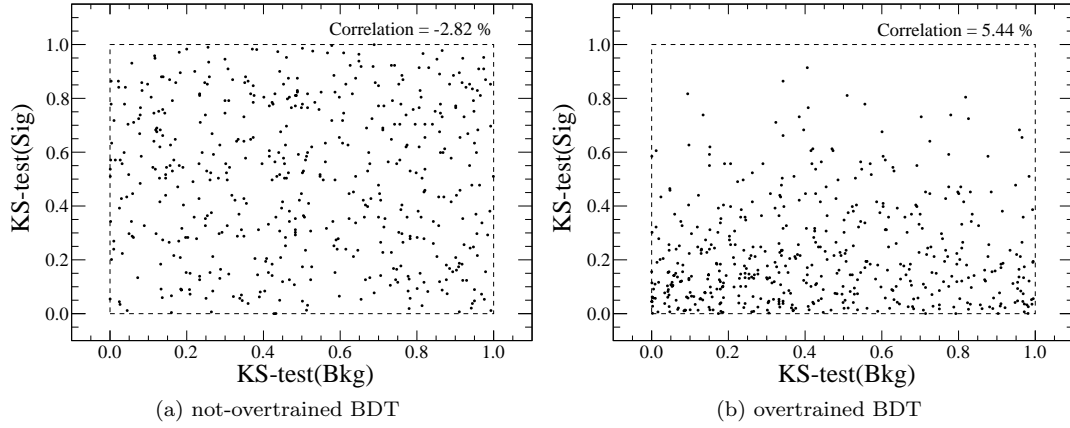 Correlation = -2.82 %
1.0
0.8
0.6
0.4
0.2
0.0
KS-test(Sig)
0.0 0.2 0.4 0.6 0.8 1.0
KS-test(Bkg)
(a) not-overtrained BDT
Correlation = 5.44 %
1.0
0.8
0.6
0.4
0.2
0.0
KS-test(Sig)
0.0 0.2 0.4 0.6 0.8 1.0
KS-test(Bkg)
(b) overtrained BDT